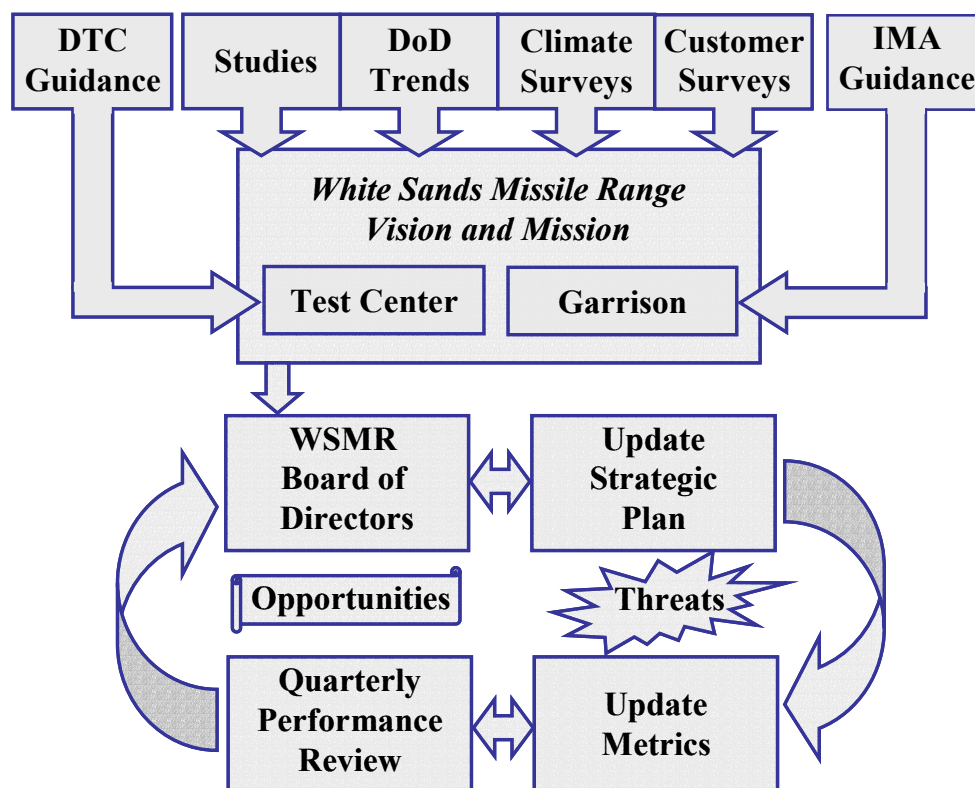 DTC
Guidance
Studies
DoD
Trends
Climate
Surveys
Customer
Surveys
IMA
Guidance
White Sands Missile Range
Vision and Mission
Test Center
Garrison
WSMR
Board of
Directors
Update
Strategic
Plan
Opportunities
Threats
Quarterly
Performance
Review
Update
Metrics